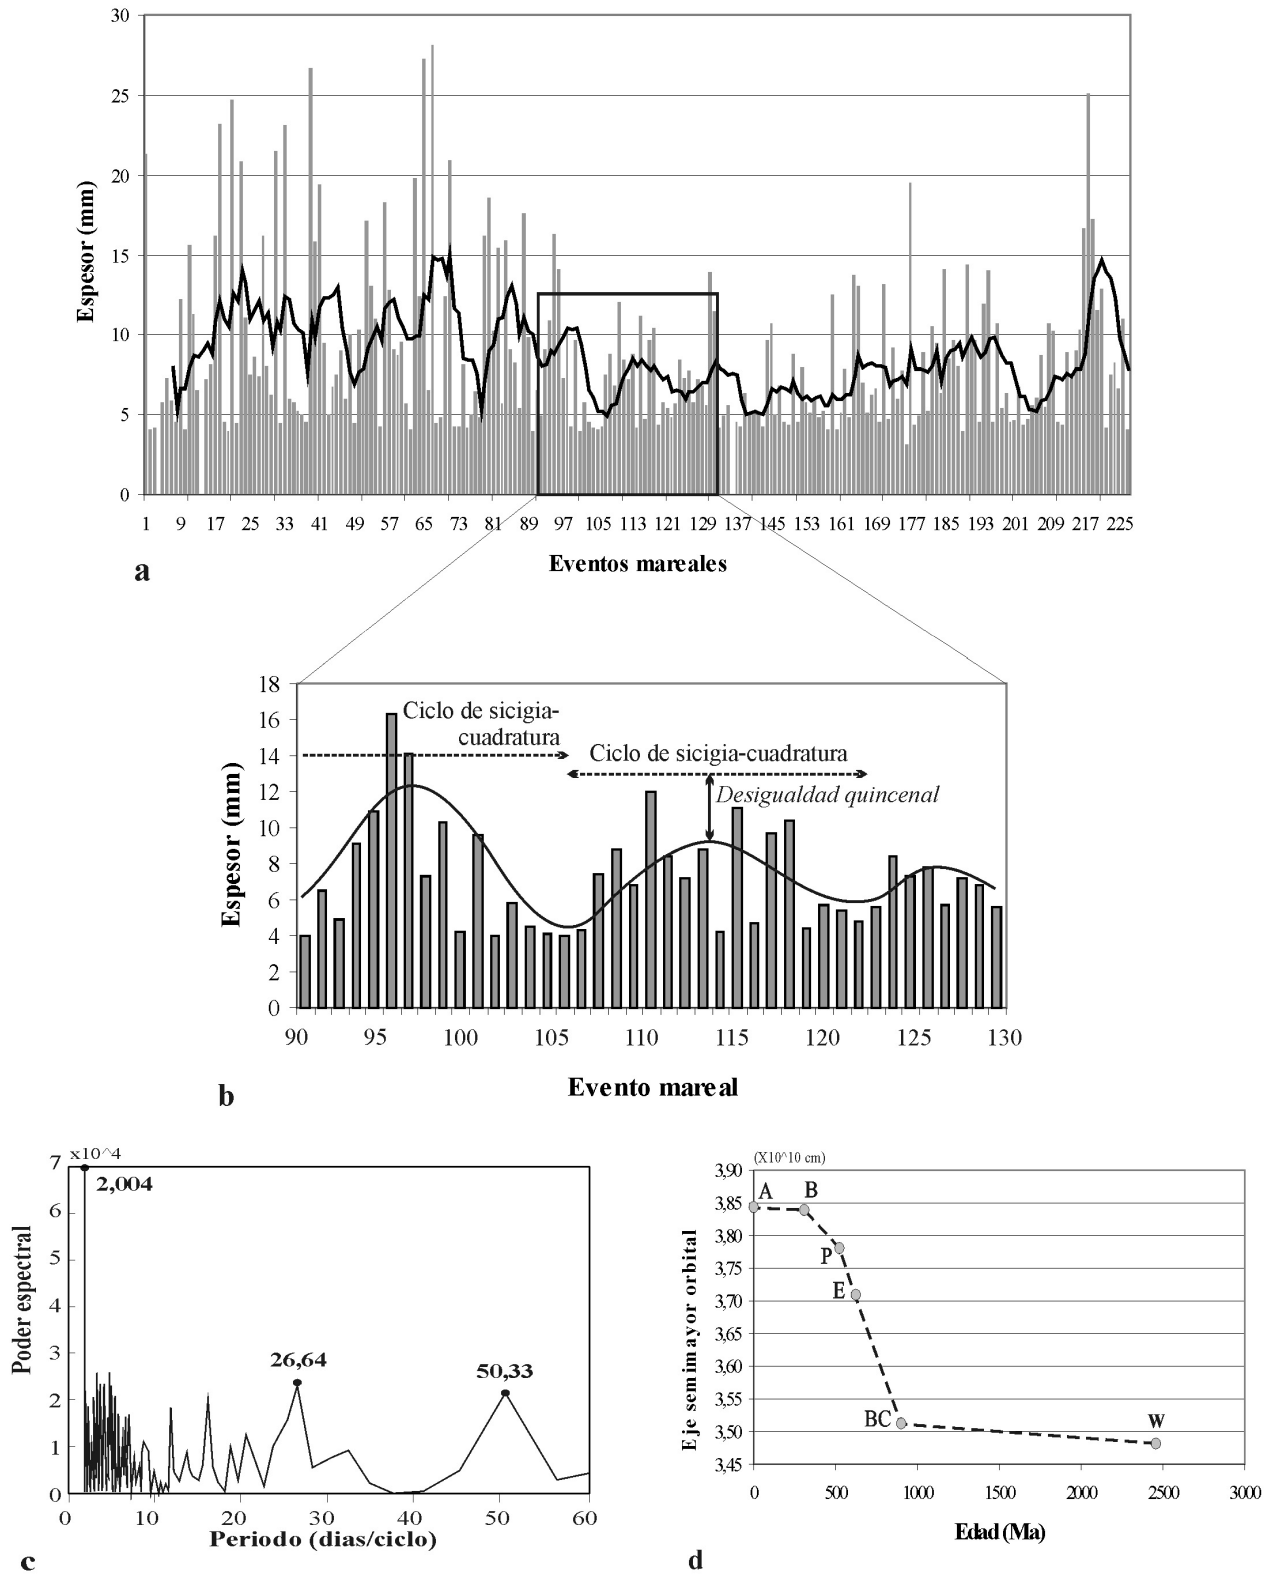 30
25
20
15
10
5
0
Espesor (mm)
1 9 17 25 33 41 49 57 65 73 81 89 97 105 113 121 129 137 145 153 161 169 177 185 193 201 209 217 225
Eventos mareales
a
18
16
14
12
10
8
6
4
2
0
Espesor (mm)
Ciclo de sicigia-
cuadratura
Ciclo de sicigia-cuadratura
Desigualdad quincenal
90 95 100 105 110 115 120 125 130
Evento mareal
b
x10^4
7
6
5
4
3
2
1
0
Poder espectral
2,004
26,64
50,33
0 10 20 30 40 50 60
Periodo (dias/ciclo)
c
(X10^10 cm)
3,90
3,85
3,80
3,75
3,70
3,65
3,60
3,55
3,50
3,45
Eje semimayor orbital
A
B
P
E
BC
W
0 500 1000 1500 2000 2500 3000
Edad (Ma)
d